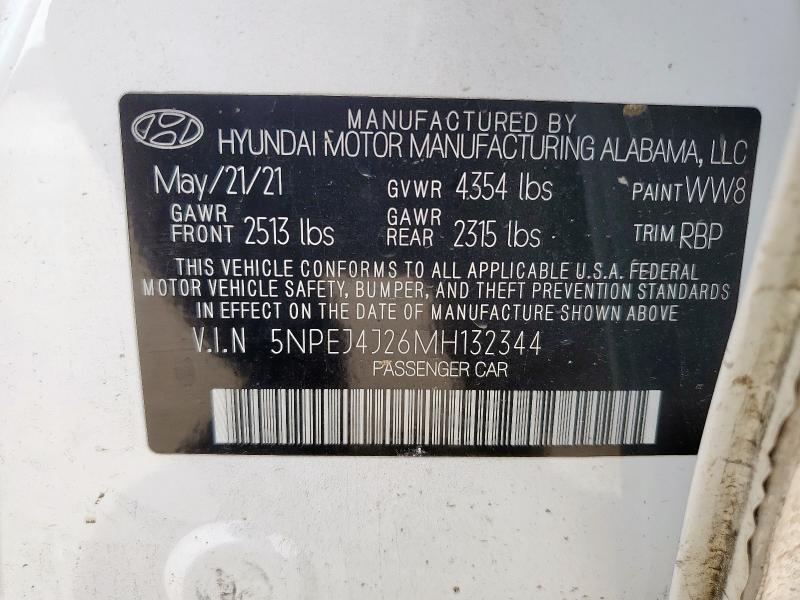 MANUFACTURED BY
HYUNDAI MOTOR MANUFACTURING ALABAMA, LLC
May/21/21 GVWR 4354 lbs PAINT WW8
GAWR FRONT 2513 lbs GAWR REAR 2315 lbs TRIM RBP
THIS VEHICLE CONFORMS TO ALL APPLICABLE U.S.A. FEDERAL
MOTOR VEHICLE SAFETY, BUMPER, AND THEFT PREVENTION STANDARDS
IN EFFECT ON THE DATE OF MANUFACTURE SHOWN ABOVE.
V.I.N 5NPEJ4J26MH132344
PASSENGER CAR